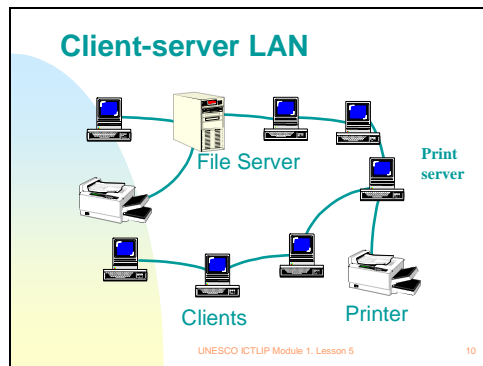 Client-server LAN
File Server
Print
server
Clients
Printer
UNESCO ICTLIP Module 1. Lesson 5
10